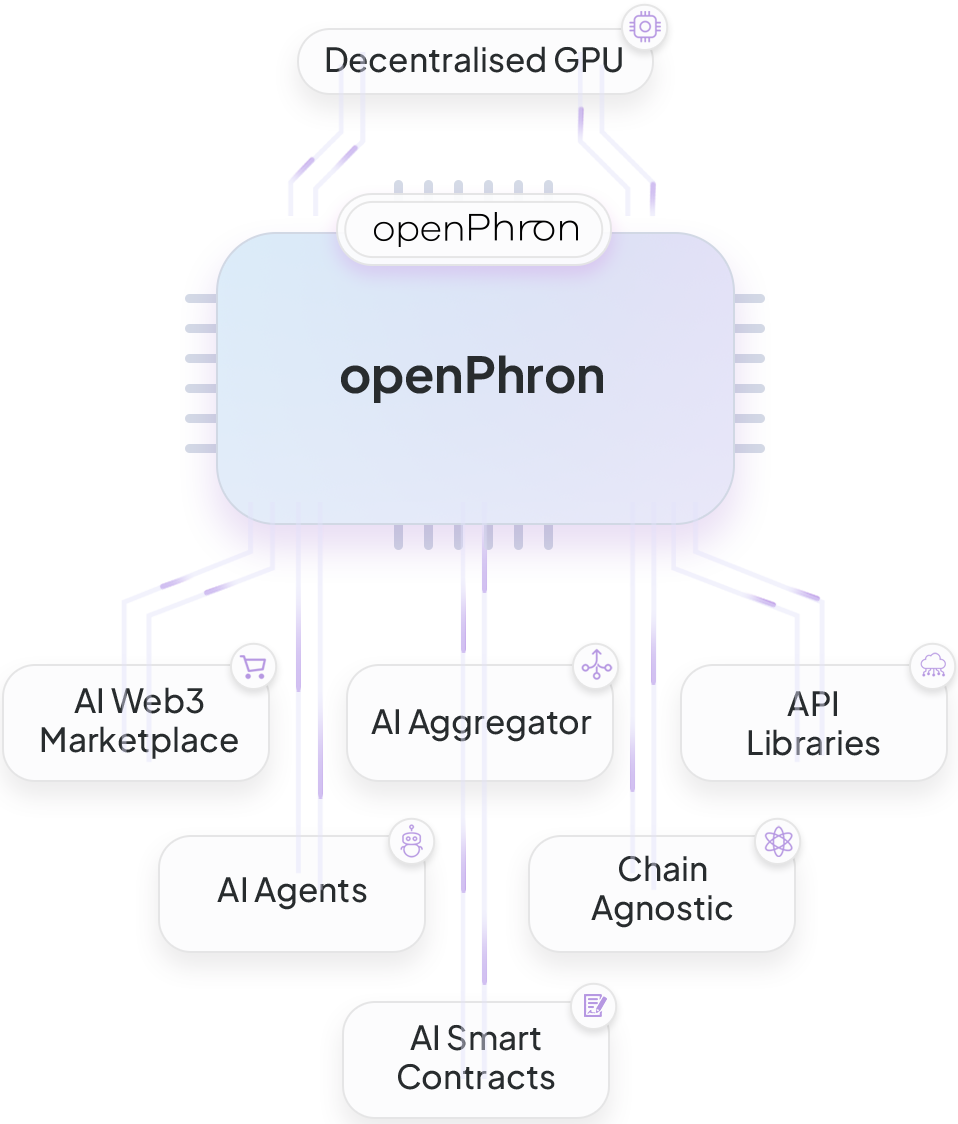 Decentralised GPU
openPhron
openPhron
AI Web3
Marketplace
AI Aggregator
API
Libraries
AI Agents
Chain
Agnostic
AI Smart
Contracts